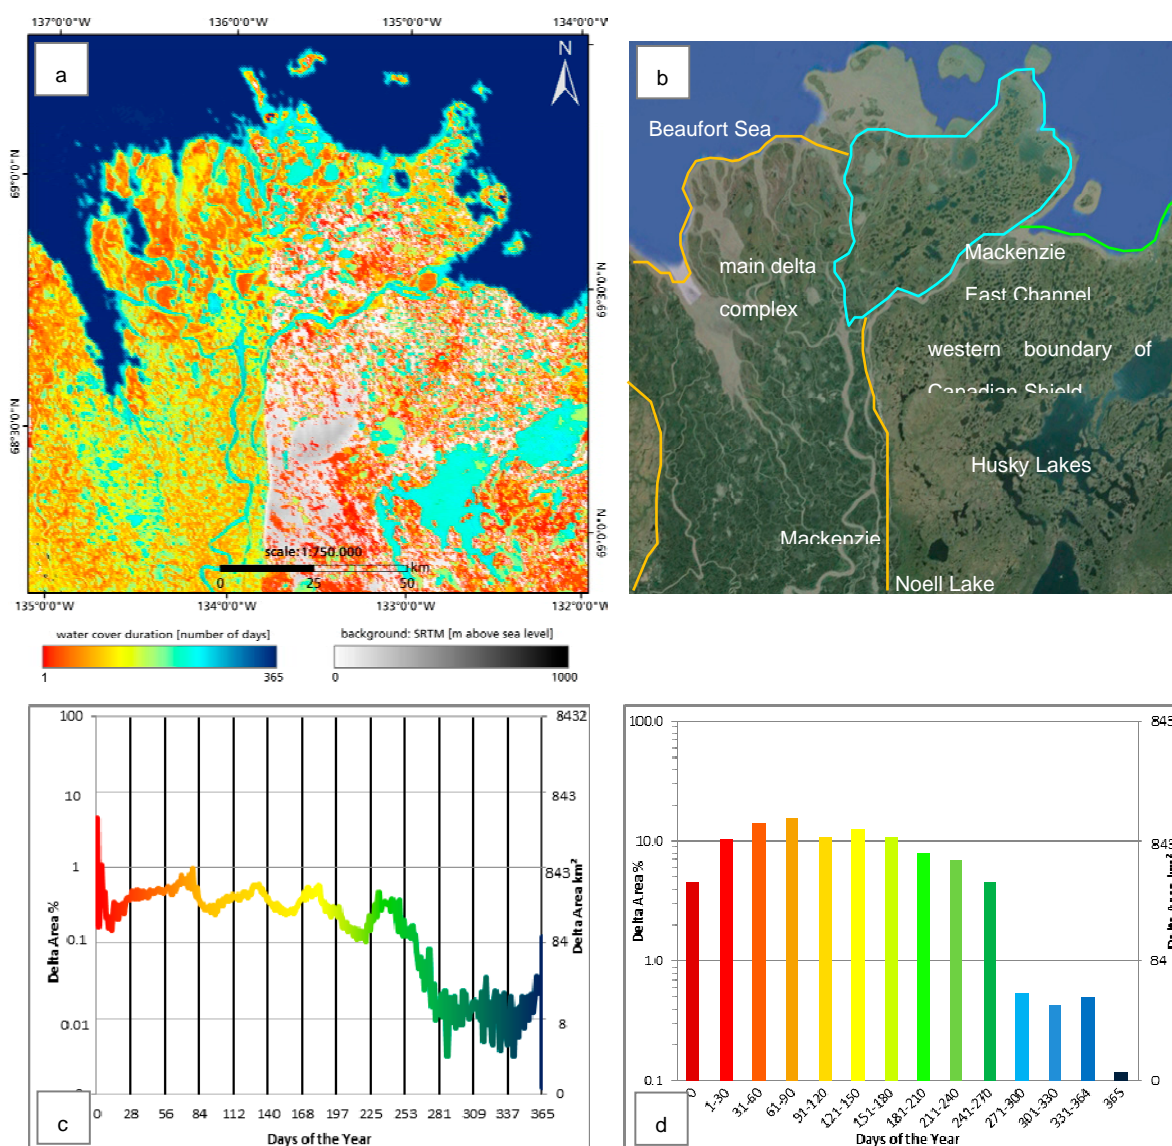 137°0'0"W 136°0'0"W 135°0'0"W 134°0'0"W
a
N
69°0'0"N
68°30'0"N
69°30'0"N
69°0'0"N
scale:1:750.000
km
0 25 50
135°0'0"W 134°0'0"W 133°0'0"W 132°0'0"W
b
Beaufort Sea
main delta
complex
Mackenzie
East Channel
western boundary of
Canadian Shield
Husky Lakes
Mackenzie
Noell Lake
water cover duration [number of days]
1 365
background: SRTM [m above sea level]
0 1000
100 8432
10 843
1 843
0.1 84
0.01 8
0 0
Delta Area %
Delta Area km²
0 28 56 84 112 140 168 197 225 253 281 309 337 365
Days of the Year
c
100.0 843
10.0 843
1.0 84
0.1 0
Delta Area %
Delta Area km²
0 1-30 31-60 61-90 91-120 121-150 151-180 181-210 211-240 241-270 271-300 301-330 331-364 365
Days of the Year
d